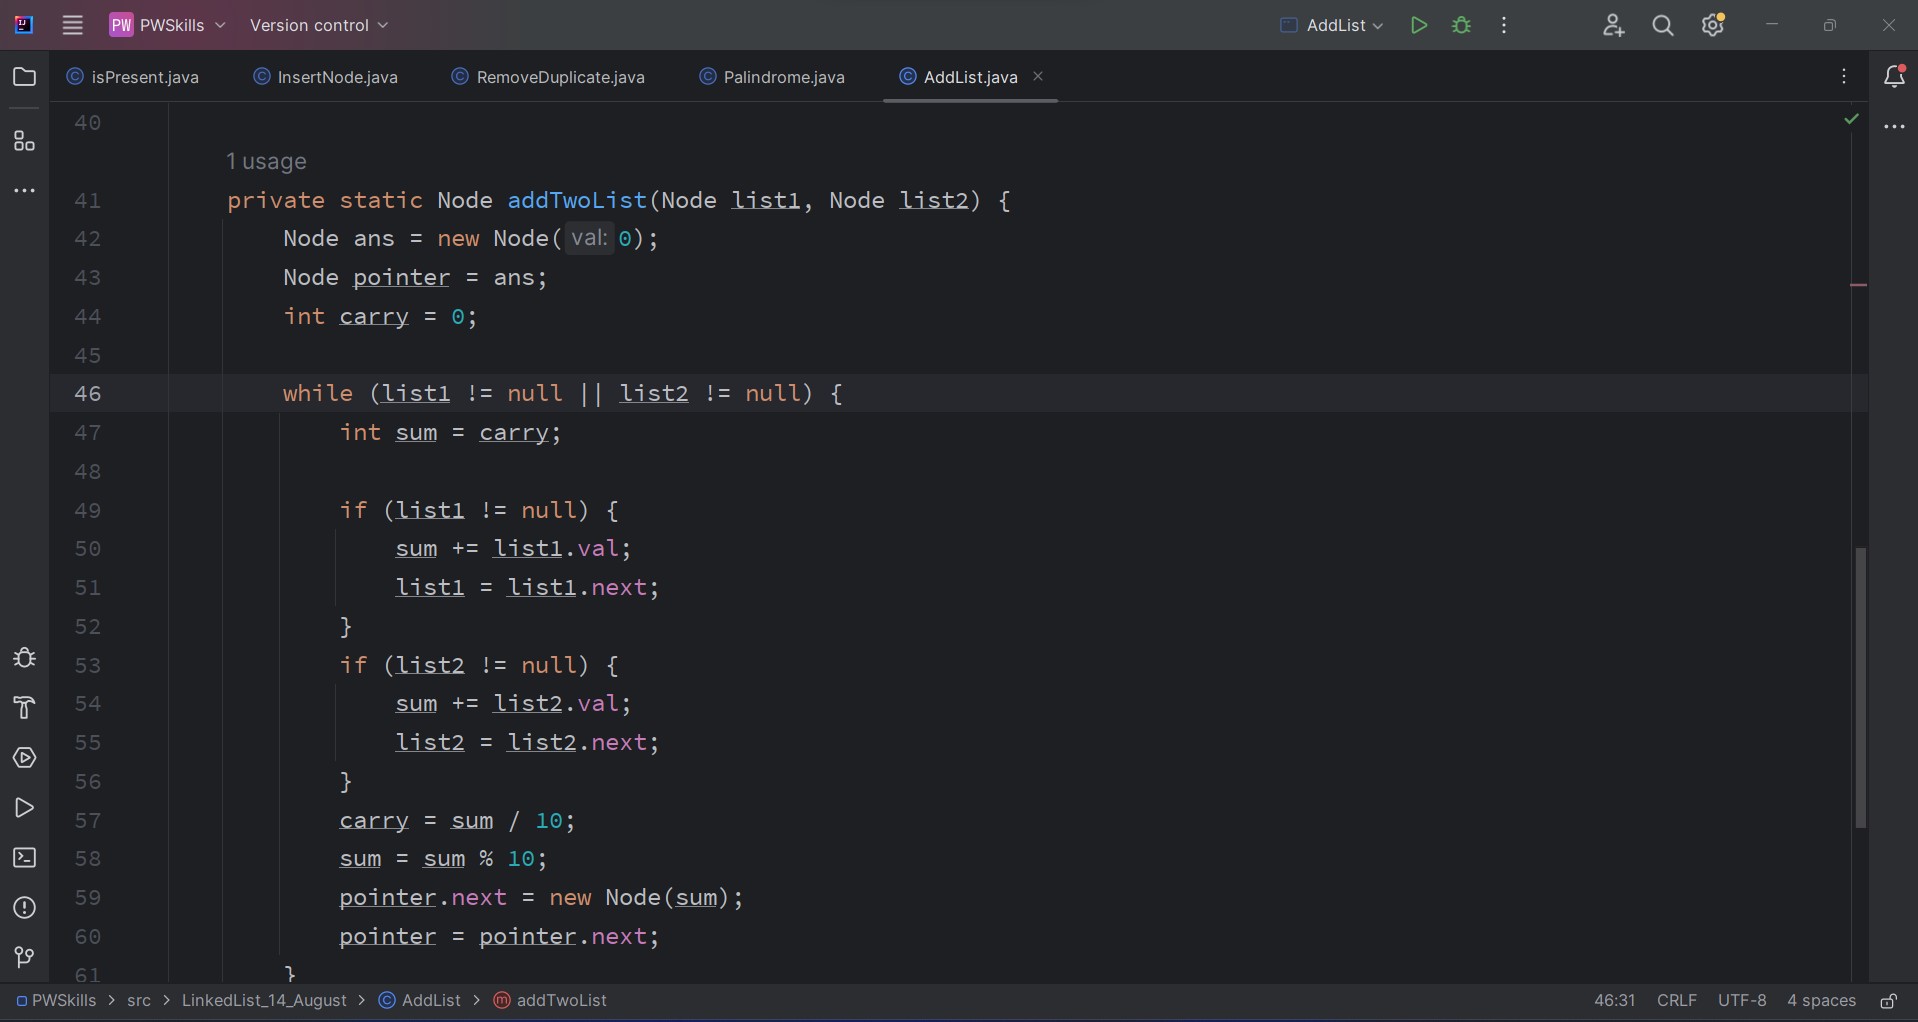 PW PWSkills Version control AddList
isPresent.java InsertNode.java RemoveDuplicate.java Palindrome.java AddList.java
40
1 usage
41 private static Node addTwoList(Node list1, Node list2) {
42 Node ans = new Node( val: 0);
43 Node pointer = ans;
44 int carry = 0;
45
46 while (list1 != null || list2 != null) {
47 int sum = carry;
48
49 if (list1 != null) {
50 sum += list1.val;
51 list1 = list1.next;
52 }
53 if (list2 != null) {
54 sum += list2.val;
55 list2 = list2.next;
56 }
57 carry = sum / 10;
58 sum = sum % 10;
59 pointer.next = new Node(sum);
60 pointer = pointer.next;
61 }
PWSkills > src > LinkedList_14_August > AddList > addTwoList 46:31 CRLF UTF-8 4 spaces